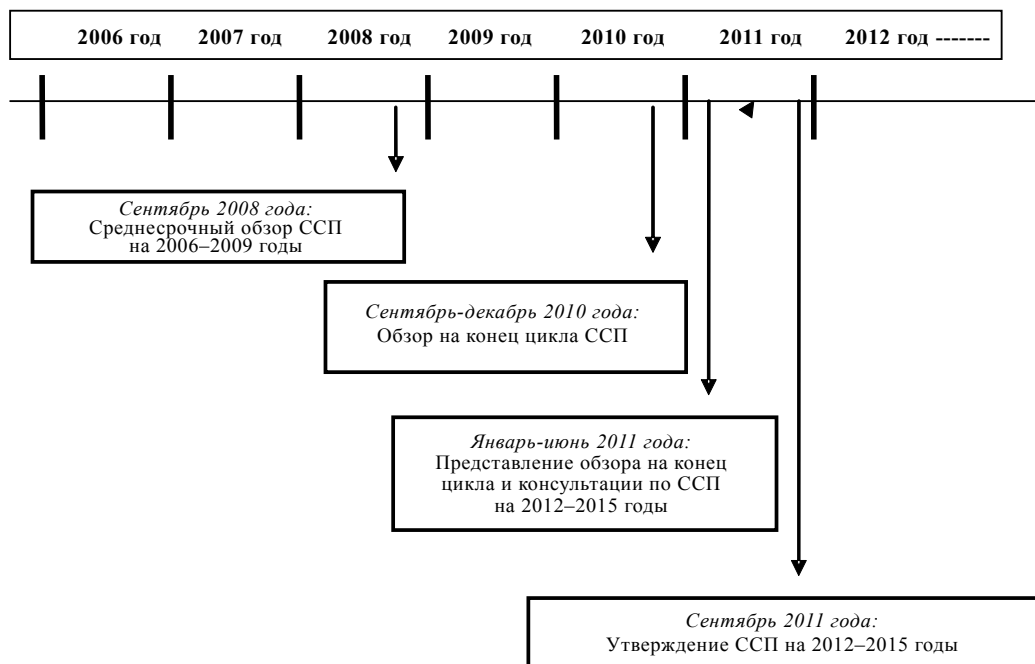 2006 год 2007 год 2008 год 2009 год 2010 год 2011 год 2012 год -------
Сентябрь 2008 года:
Среднесрочный обзор ССП
на 2006–2009 годы
Сентябрь-декабрь 2010 года:
Обзор на конец цикла ССП
Январь-июнь 2011 года:
Представление обзора на конец
цикла и консультации по ССП
на 2012–2015 годы
Сентябрь 2011 года:
Утверждение ССП на 2012–2015 годы